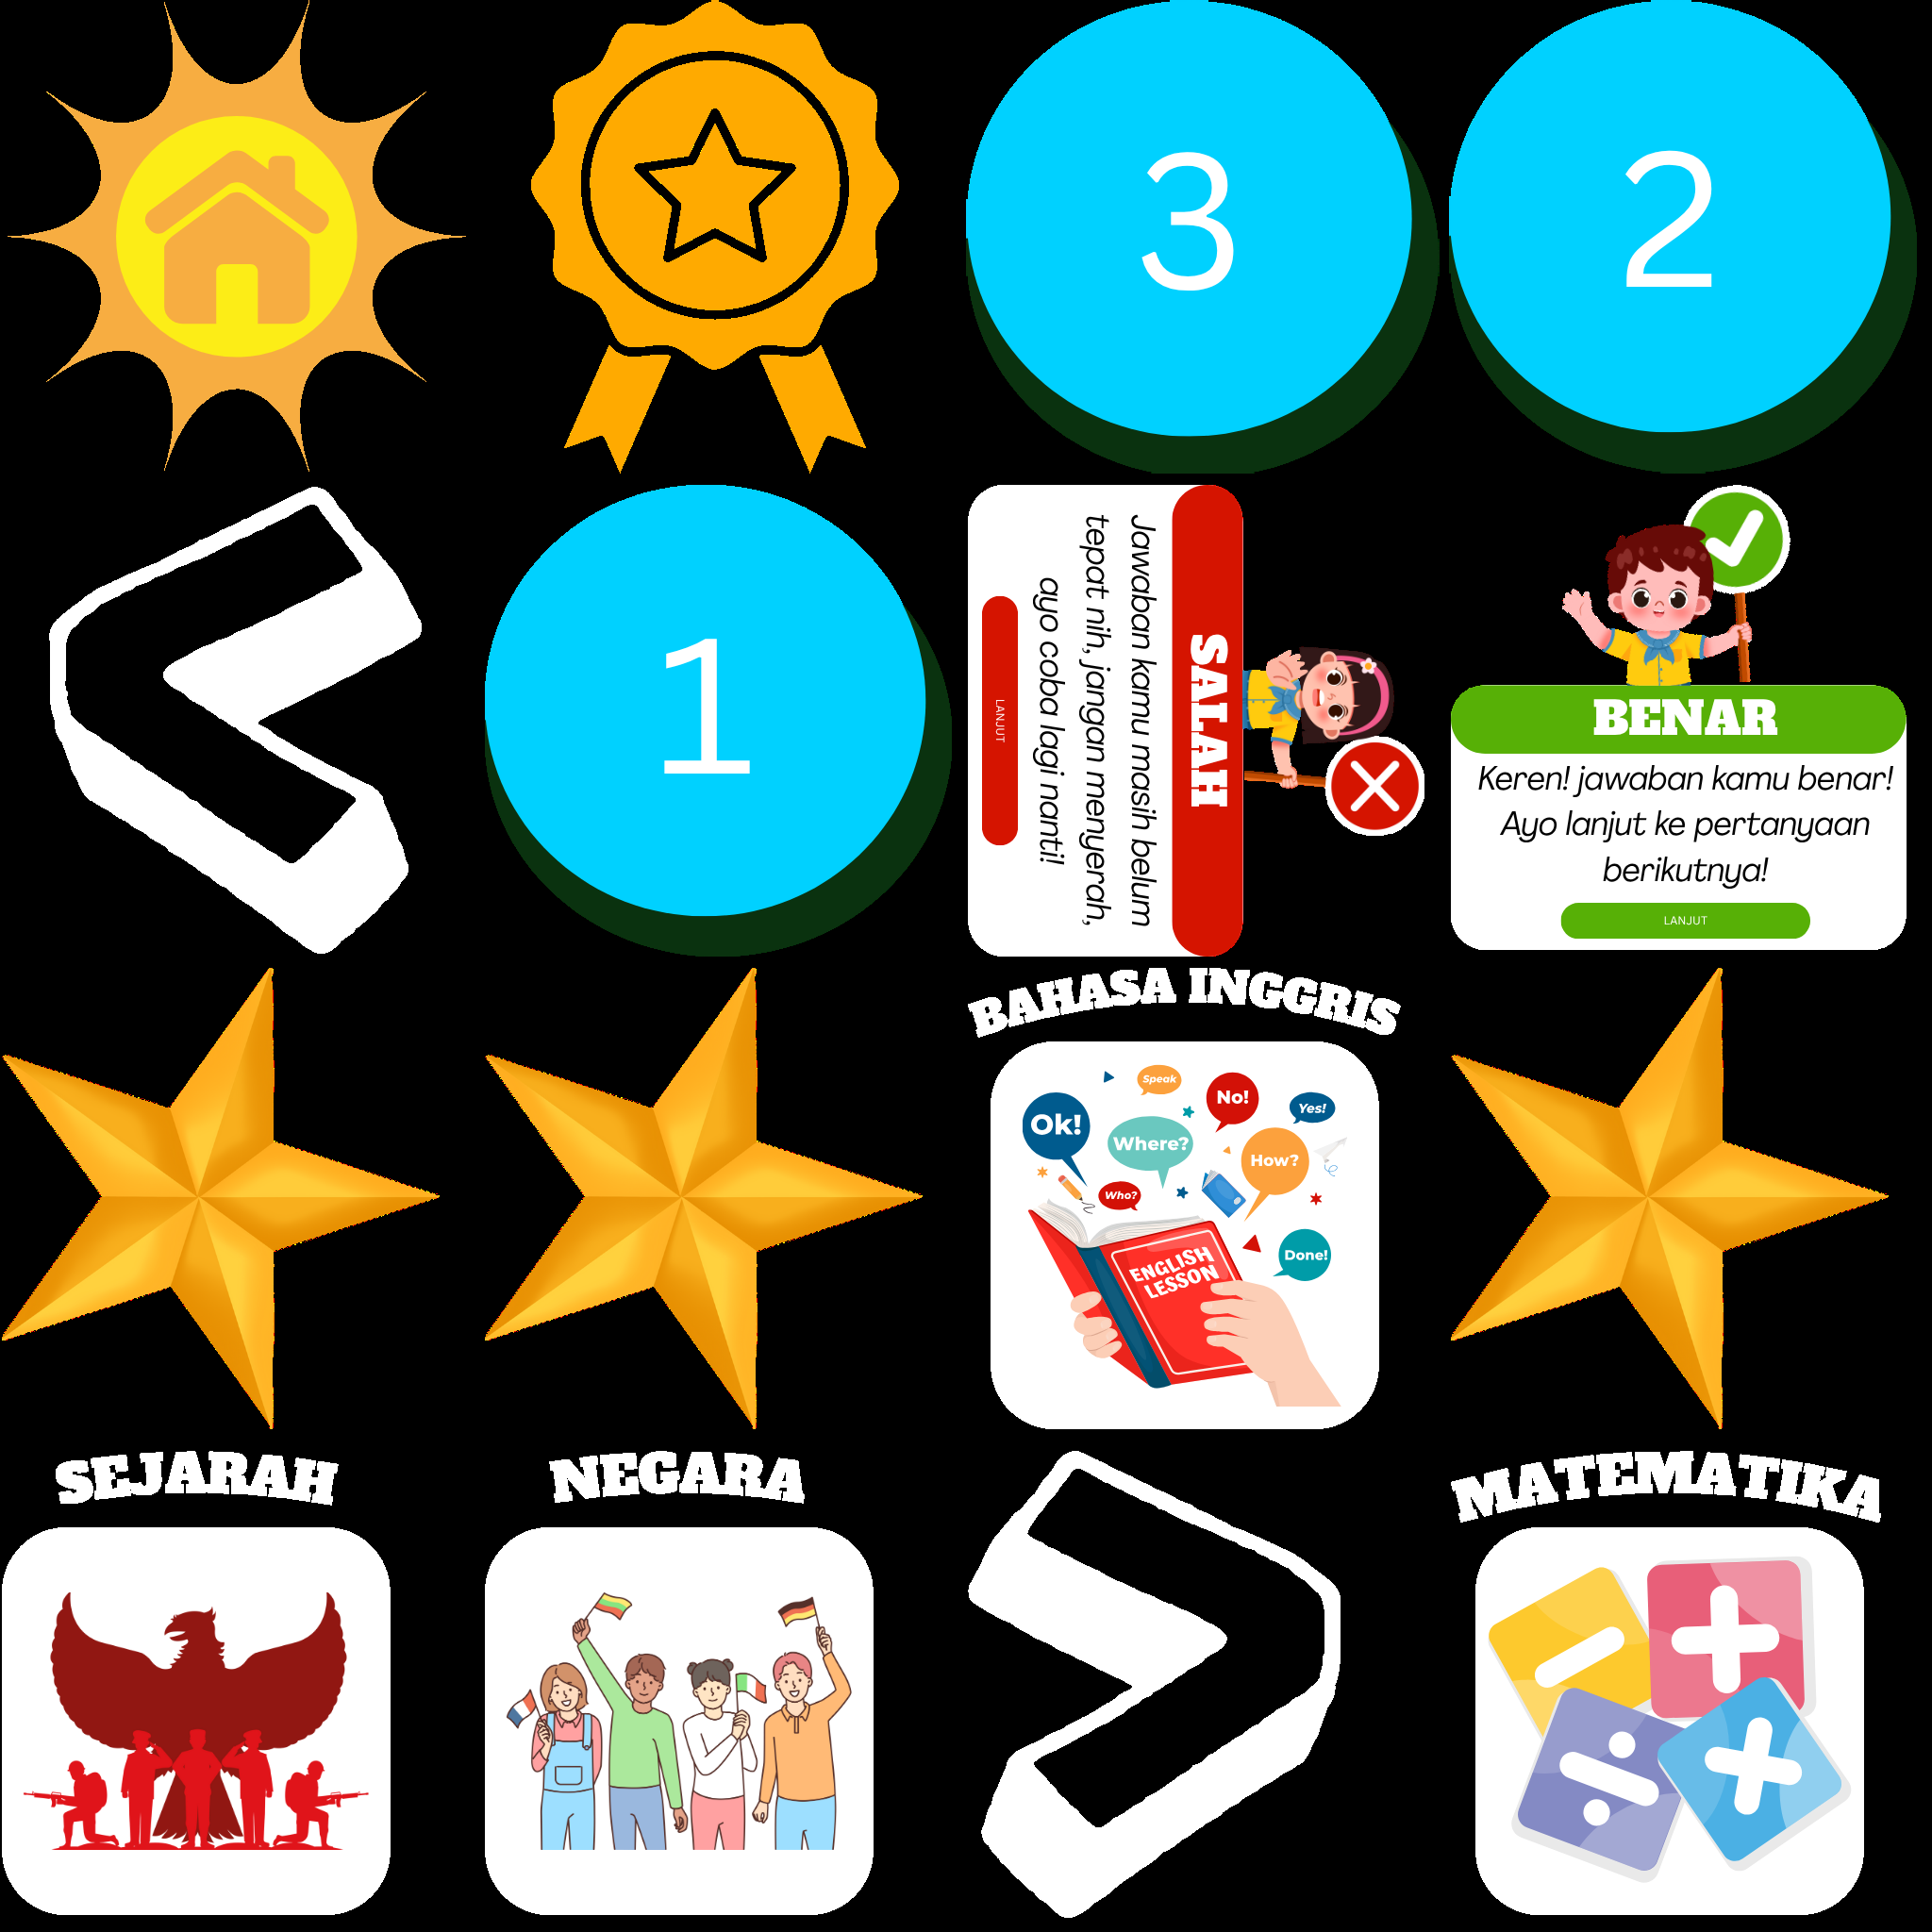 3
2
1
SALAH
Jawaban kamu masih belum
tepat nih, jangan menyerah,
ayo coba lagi nanti!
LANJUT
BENAR
Keren! jawaban kamu benar!
Ayo lanjut ke pertanyaan
berikutnya!
LANJUT
BAHASA INGGRIS
Speak
No!
Yes!
Ok!
Where?
How?
Who?
Done!
ENGLISH
LESSON
SEJARAH
NEGARA
MATEMATIKA